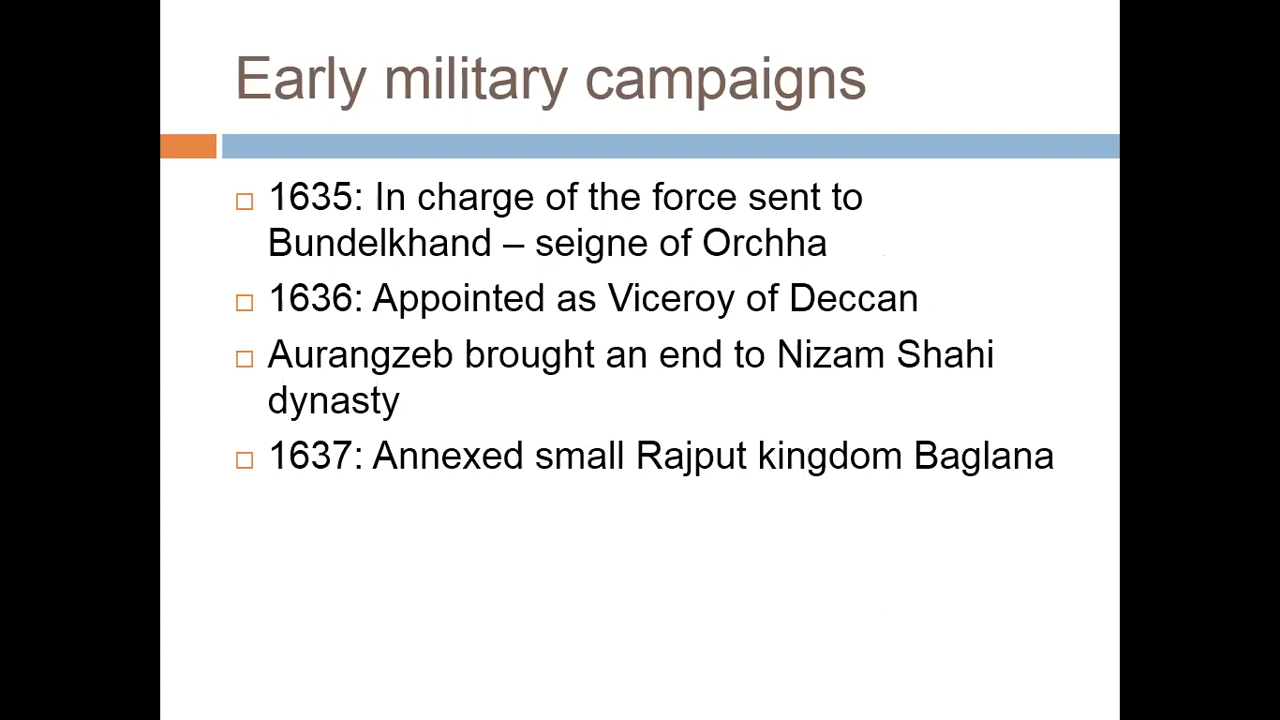 Early military campaigns
1635: In charge of the force sent to
Bundelkhand – seigne of Orchha
1636: Appointed as Viceroy of Deccan
Aurangzeb brought an end to Nizam Shahi
dynasty
1637: Annexed small Rajput kingdom Baglana